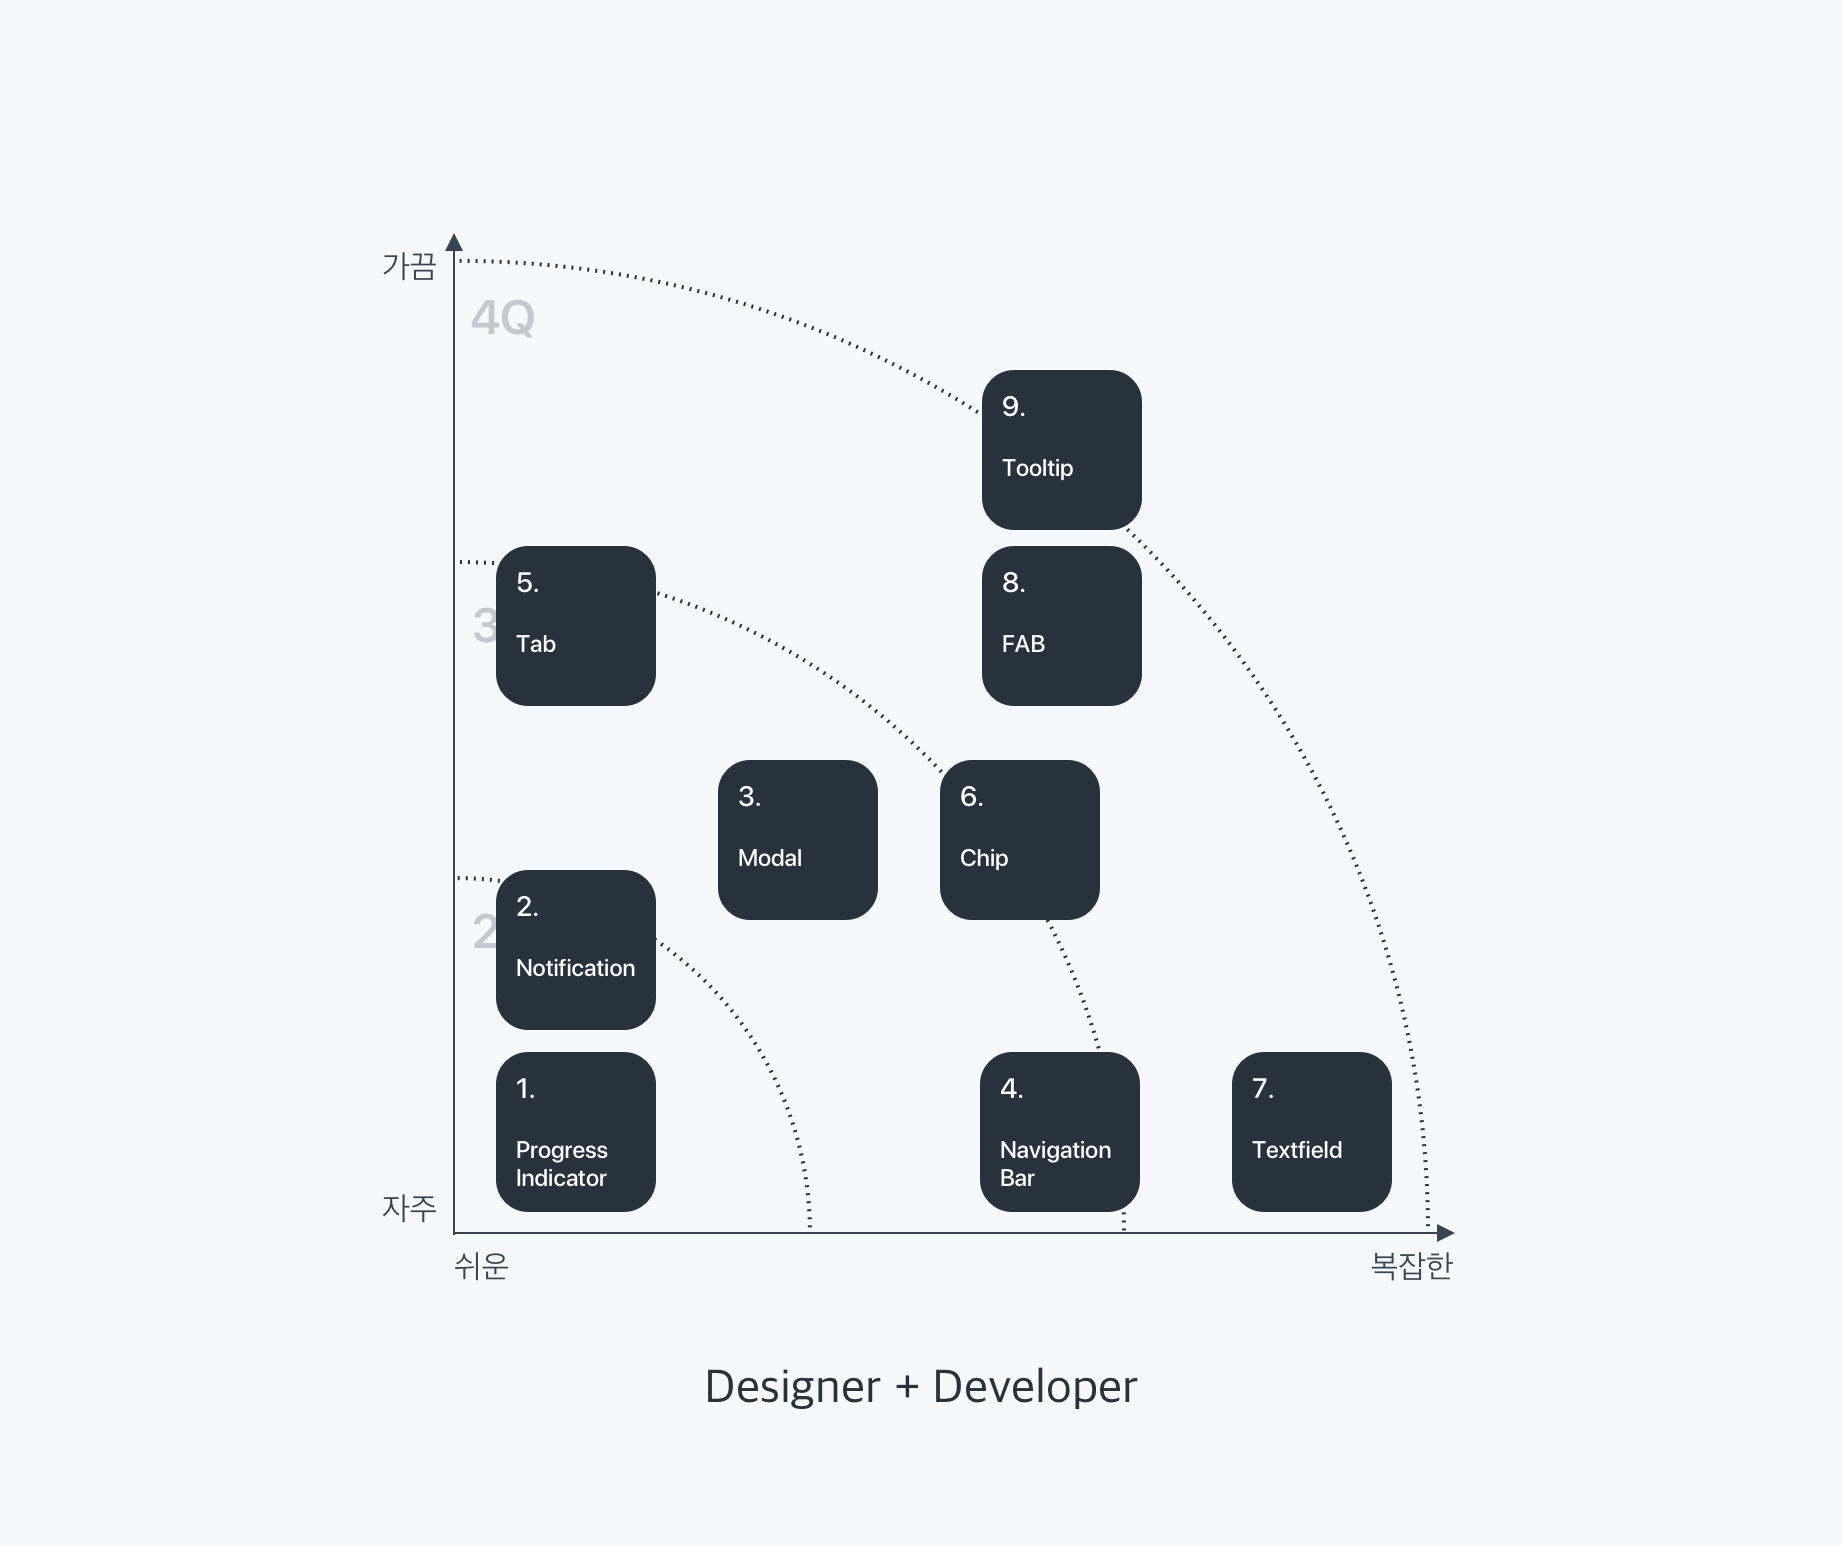 가끔
4Q
9.
Tooltip
5.
Tab
8.
FAB
3
3.
Modal
6.
Chip
2.
Notification
2
1.
Progress
Indicator
4.
Navigation
Bar
7.
Textfield
자주
쉬운
복잡한
Designer + Developer